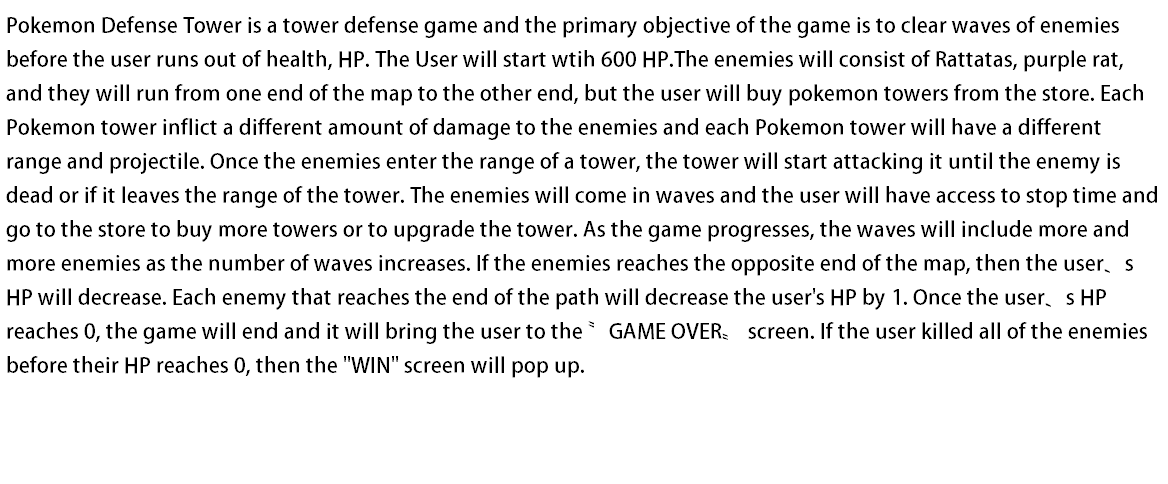 Pokemon Defense Tower is a tower defense game and the primary objective of the game is to clear waves of enemies
before the user runs out of health, HP. The User will start wtih 600 HP.The enemies will consist of Rattatas, purple rat,
and they will run from one end of the map to the other end, but the user will buy pokemon towers from the store. Each
Pokemon tower inflict a different amount of damage to the enemies and each Pokemon tower will have a different
range and projectile. Once the enemies enter the range of a tower, the tower will start attacking it until the enemy is
dead or if it leaves the range of the tower. The enemies will come in waves and the user will have access to stop time and
go to the store to buy more towers or to upgrade the tower. As the game progresses, the waves will include more and
more enemies as the number of waves increases. If the enemies reaches the opposite end of the map, then the user、s
HP will decrease. Each enemy that reaches the end of the path will decrease the user's HP by 1. Once the user、s HP
reaches 0, the game will end and it will bring the user to the〝GAME OVER〟 screen. If the user killed all of the enemies
before their HP reaches 0, then the "WIN" screen will pop up.